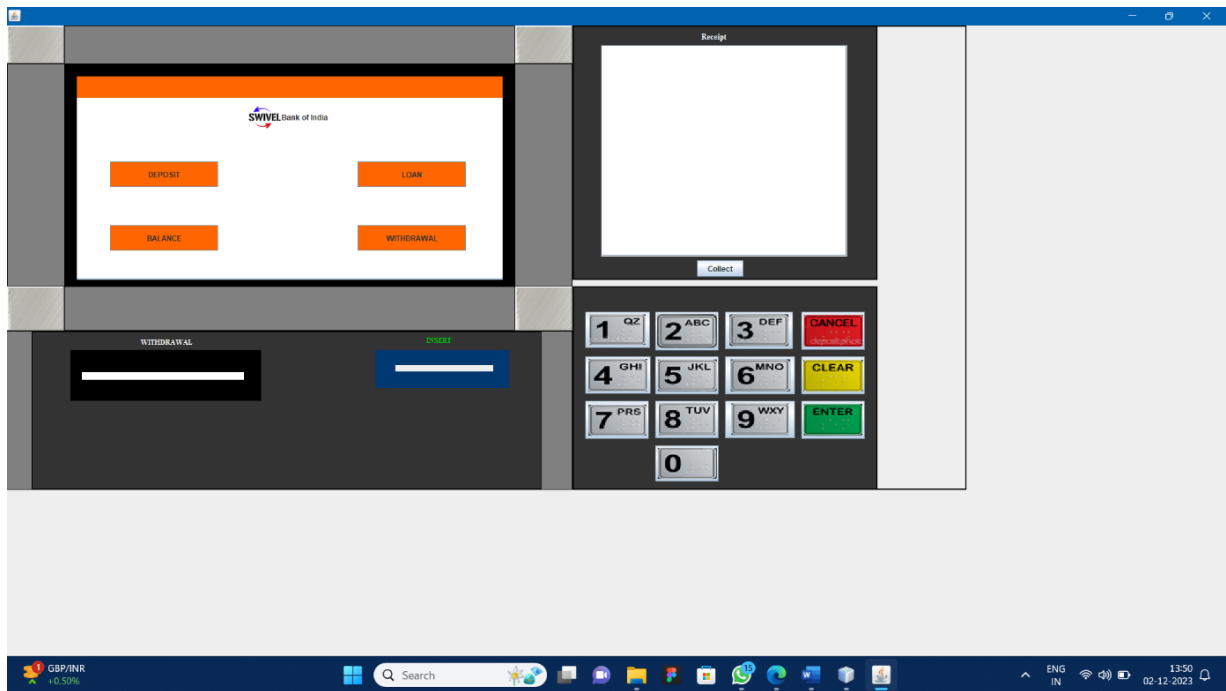 Receipt
SWIVEL Bank of India
DEPOSIT
LOAN
BALANCE
WITHDRAWAL
Collect
WITHDRAWAL
INSERT
1 QZ
2 ABC
3 DEF
CANCEL
4 GHI
5 JKL
6 MNO
CLEAR
7 PRS
8 TUV
9 WXY
ENTER
0
1
GBP/INR
+0.50%
Search
15
ENG
IN
13:50
02-12-2023